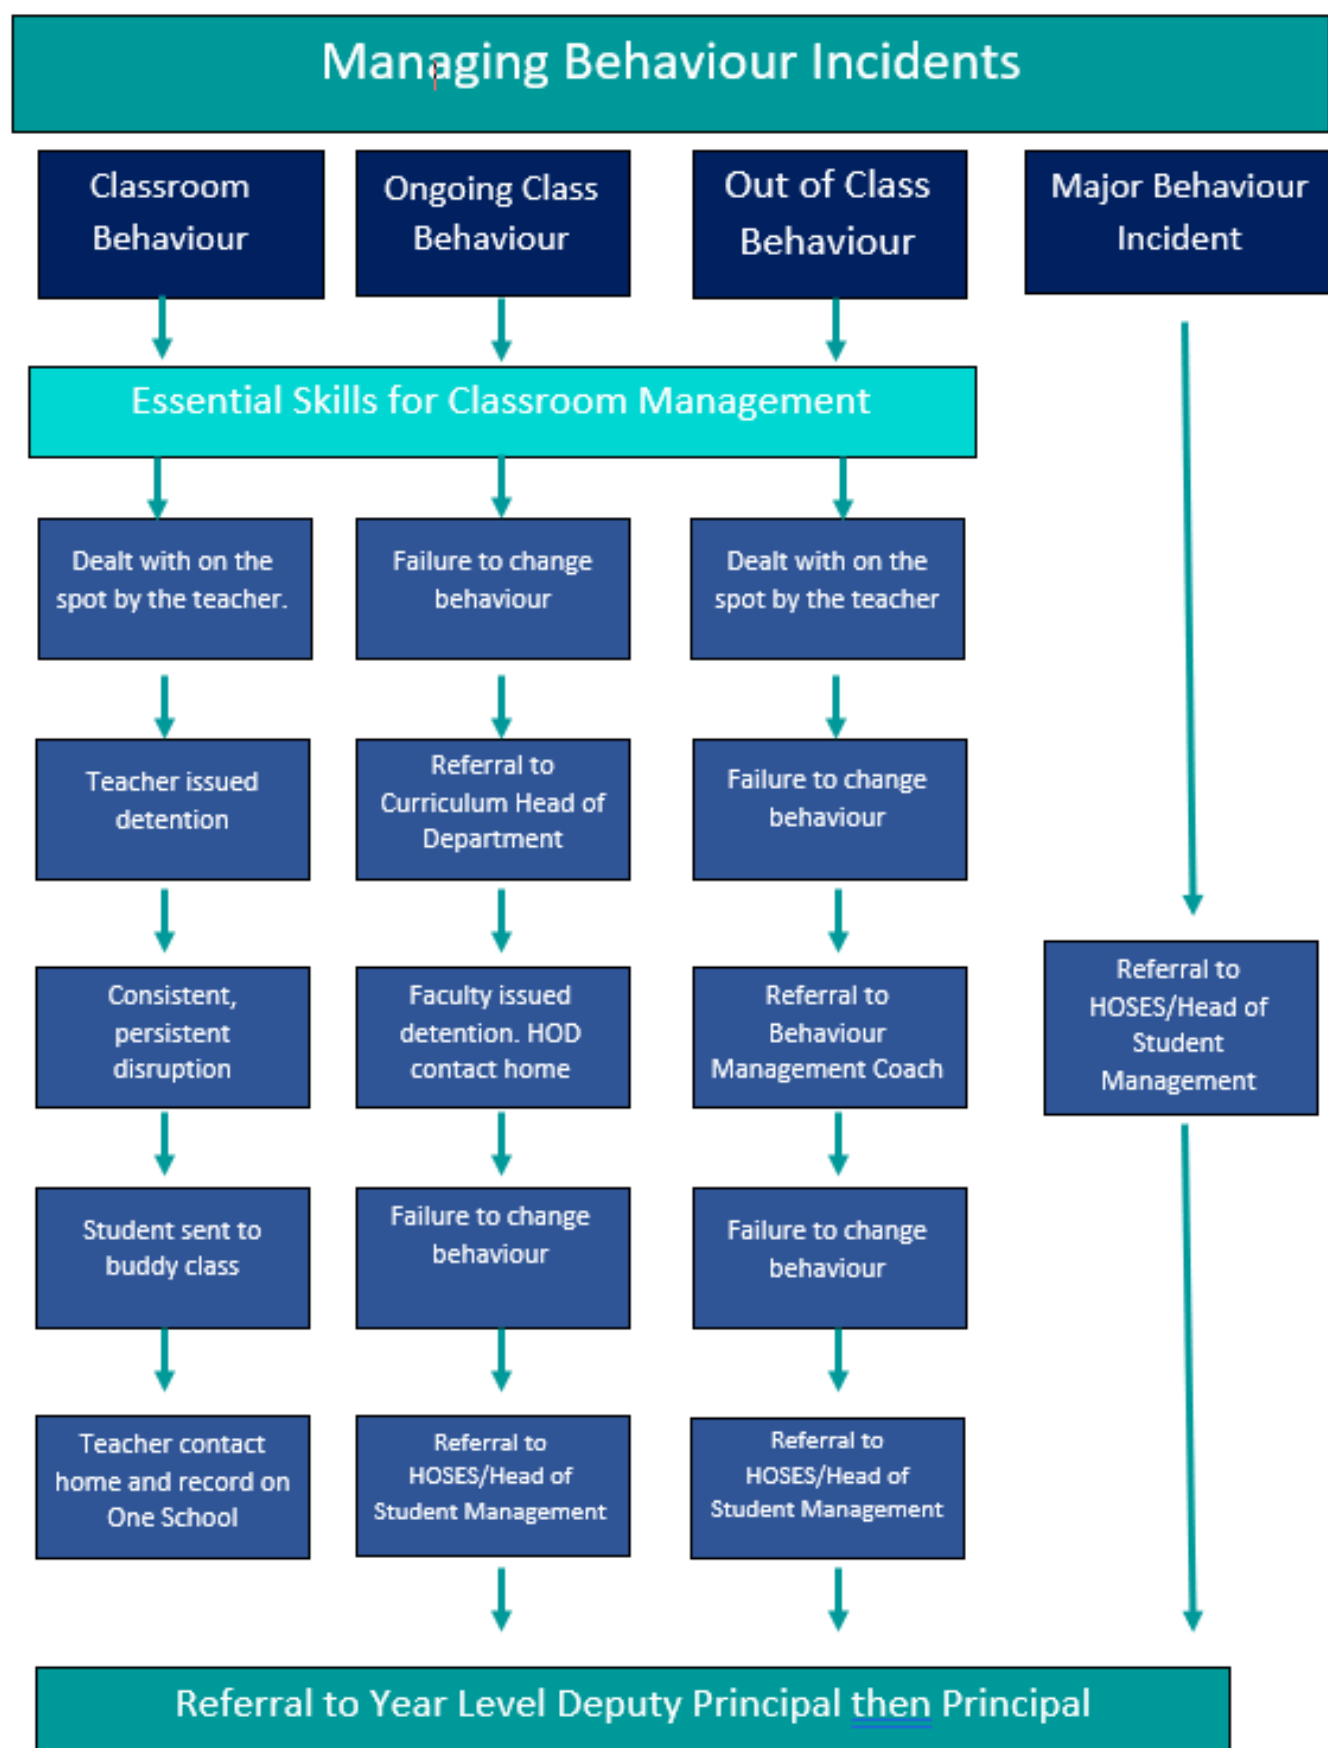 Managing Behaviour Incidents
Classroom
Behaviour
Ongoing Class
Behaviour
Out of Class
Behaviour
Major Behaviour
Incident
Essential Skills for Classroom Management
Dealt with on the
spot by the teacher.
Failure to change
behaviour
Dealt with on the
spot by the teacher
Teacher issued
detention
Referral to
Curriculum Head of
Department
Failure to change
behaviour
Consistent,
persistent
disruption
Faculty issued
detention. HOD
contact home
Referral to
Behaviour
Management Coach
Referral to
HOSES/Head of
Student
Management
Student sent to
buddy class
Failure to change
behaviour
Failure to change
behaviour
Teacher contact
home and record on
One School
Referral to
HOSES/Head of
Student Management
Referral to
HOSES/Head of
Student Management
Referral to Year Level Deputy Principal then Principal